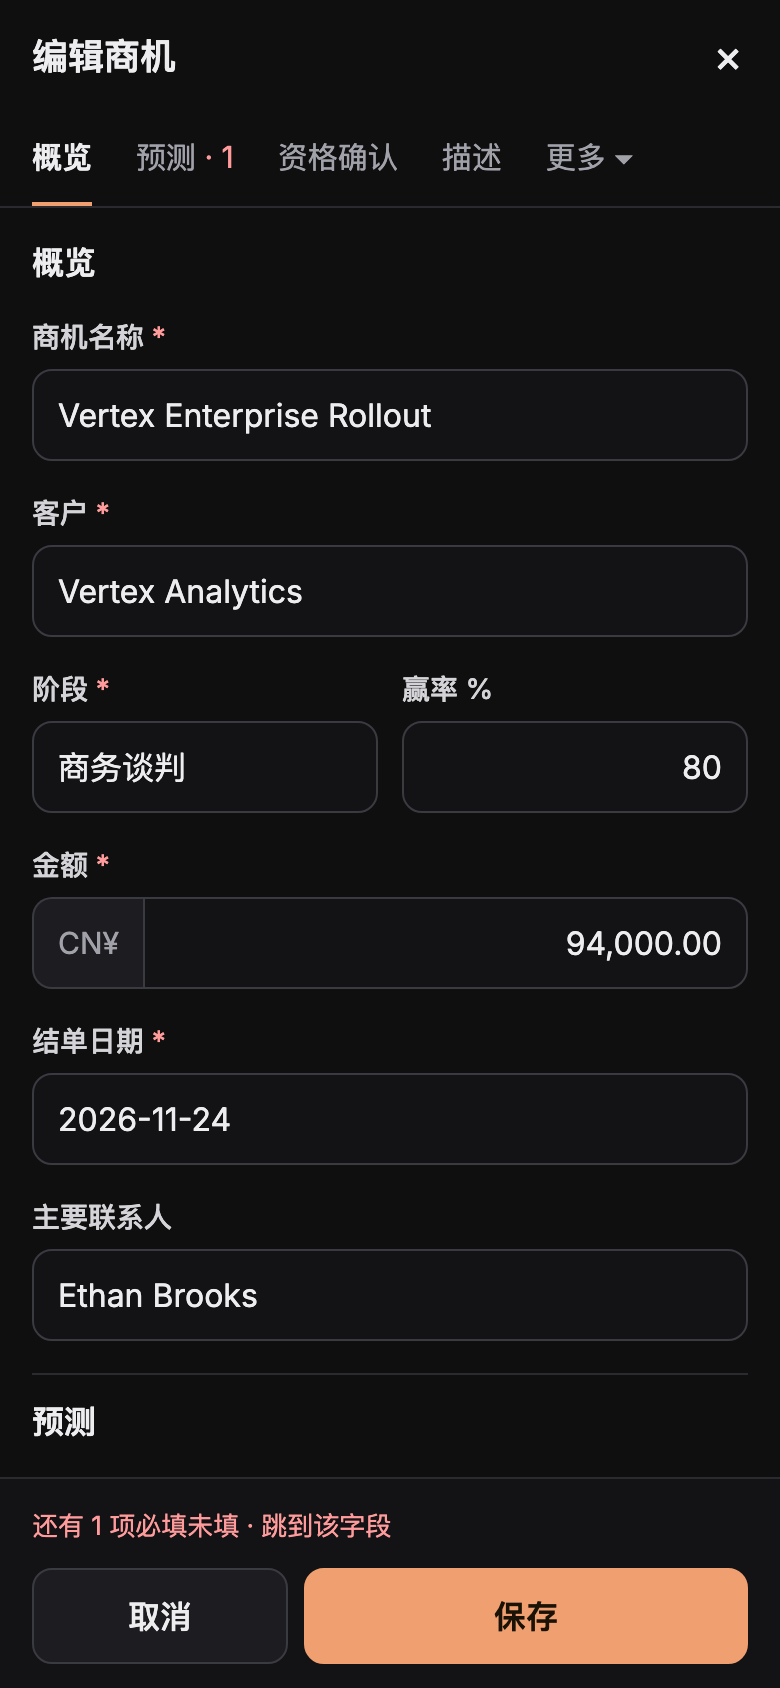 编辑商机
概览 预测 · 1 资格确认 描述 更多
概览
商机名称 *
Vertex Enterprise Rollout
客户 *
Vertex Analytics
阶段 * 赢率 %
商务谈判 80
金额 *
CN¥ 94,000.00
结单日期 *
2026-11-24
主要联系人
Ethan Brooks
预测
还有 1 项必填未填 · 跳到该字段
取消 保存